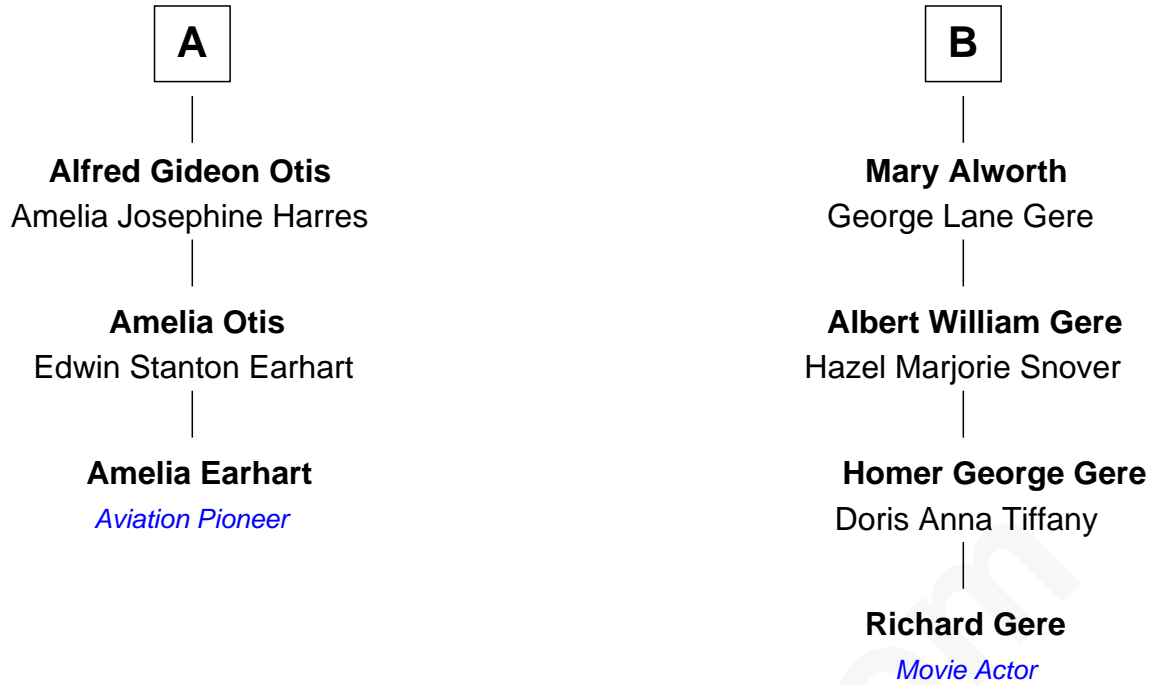 A
Alfred Gideon Otis
Amelia Josephine Harres
Amelia Otis
Edwin Stanton Earhart
Amelia Earhart
Aviation Pioneer
B
Mary Alworth
George Lane Gere
Albert William Gere
Hazel Marjorie Snover
Homer George Gere
Doris Anna Tiffany
Richard Gere
Movie Actor